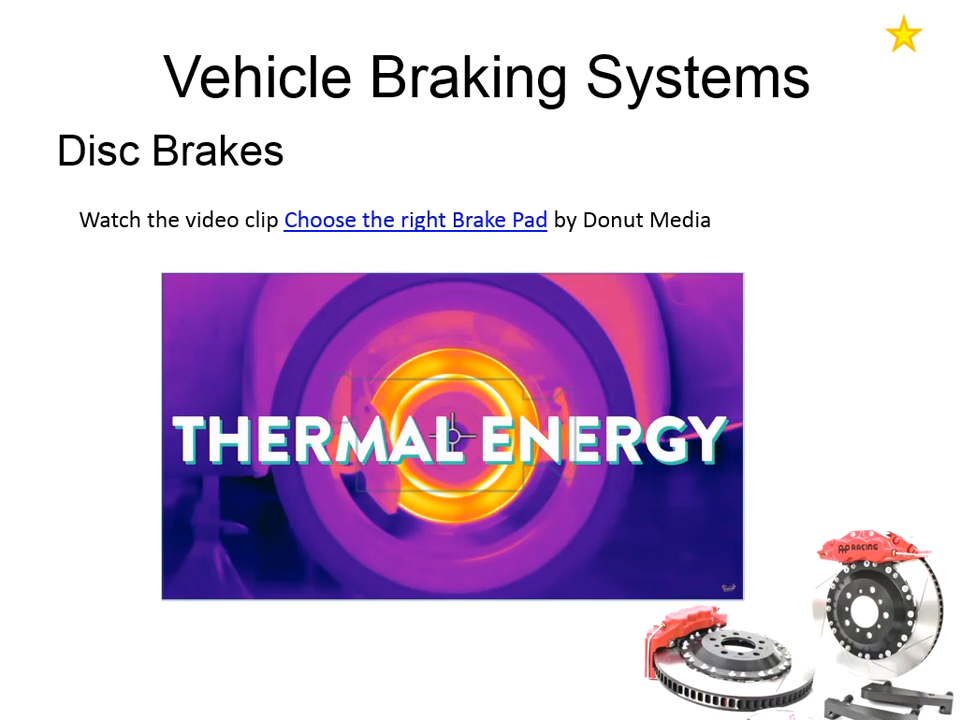 Vehicle Braking Systems
Disc Brakes
Watch the video clip Choose the right Brake Pad by Donut Media
THERMAL ENERGY
AP RACING